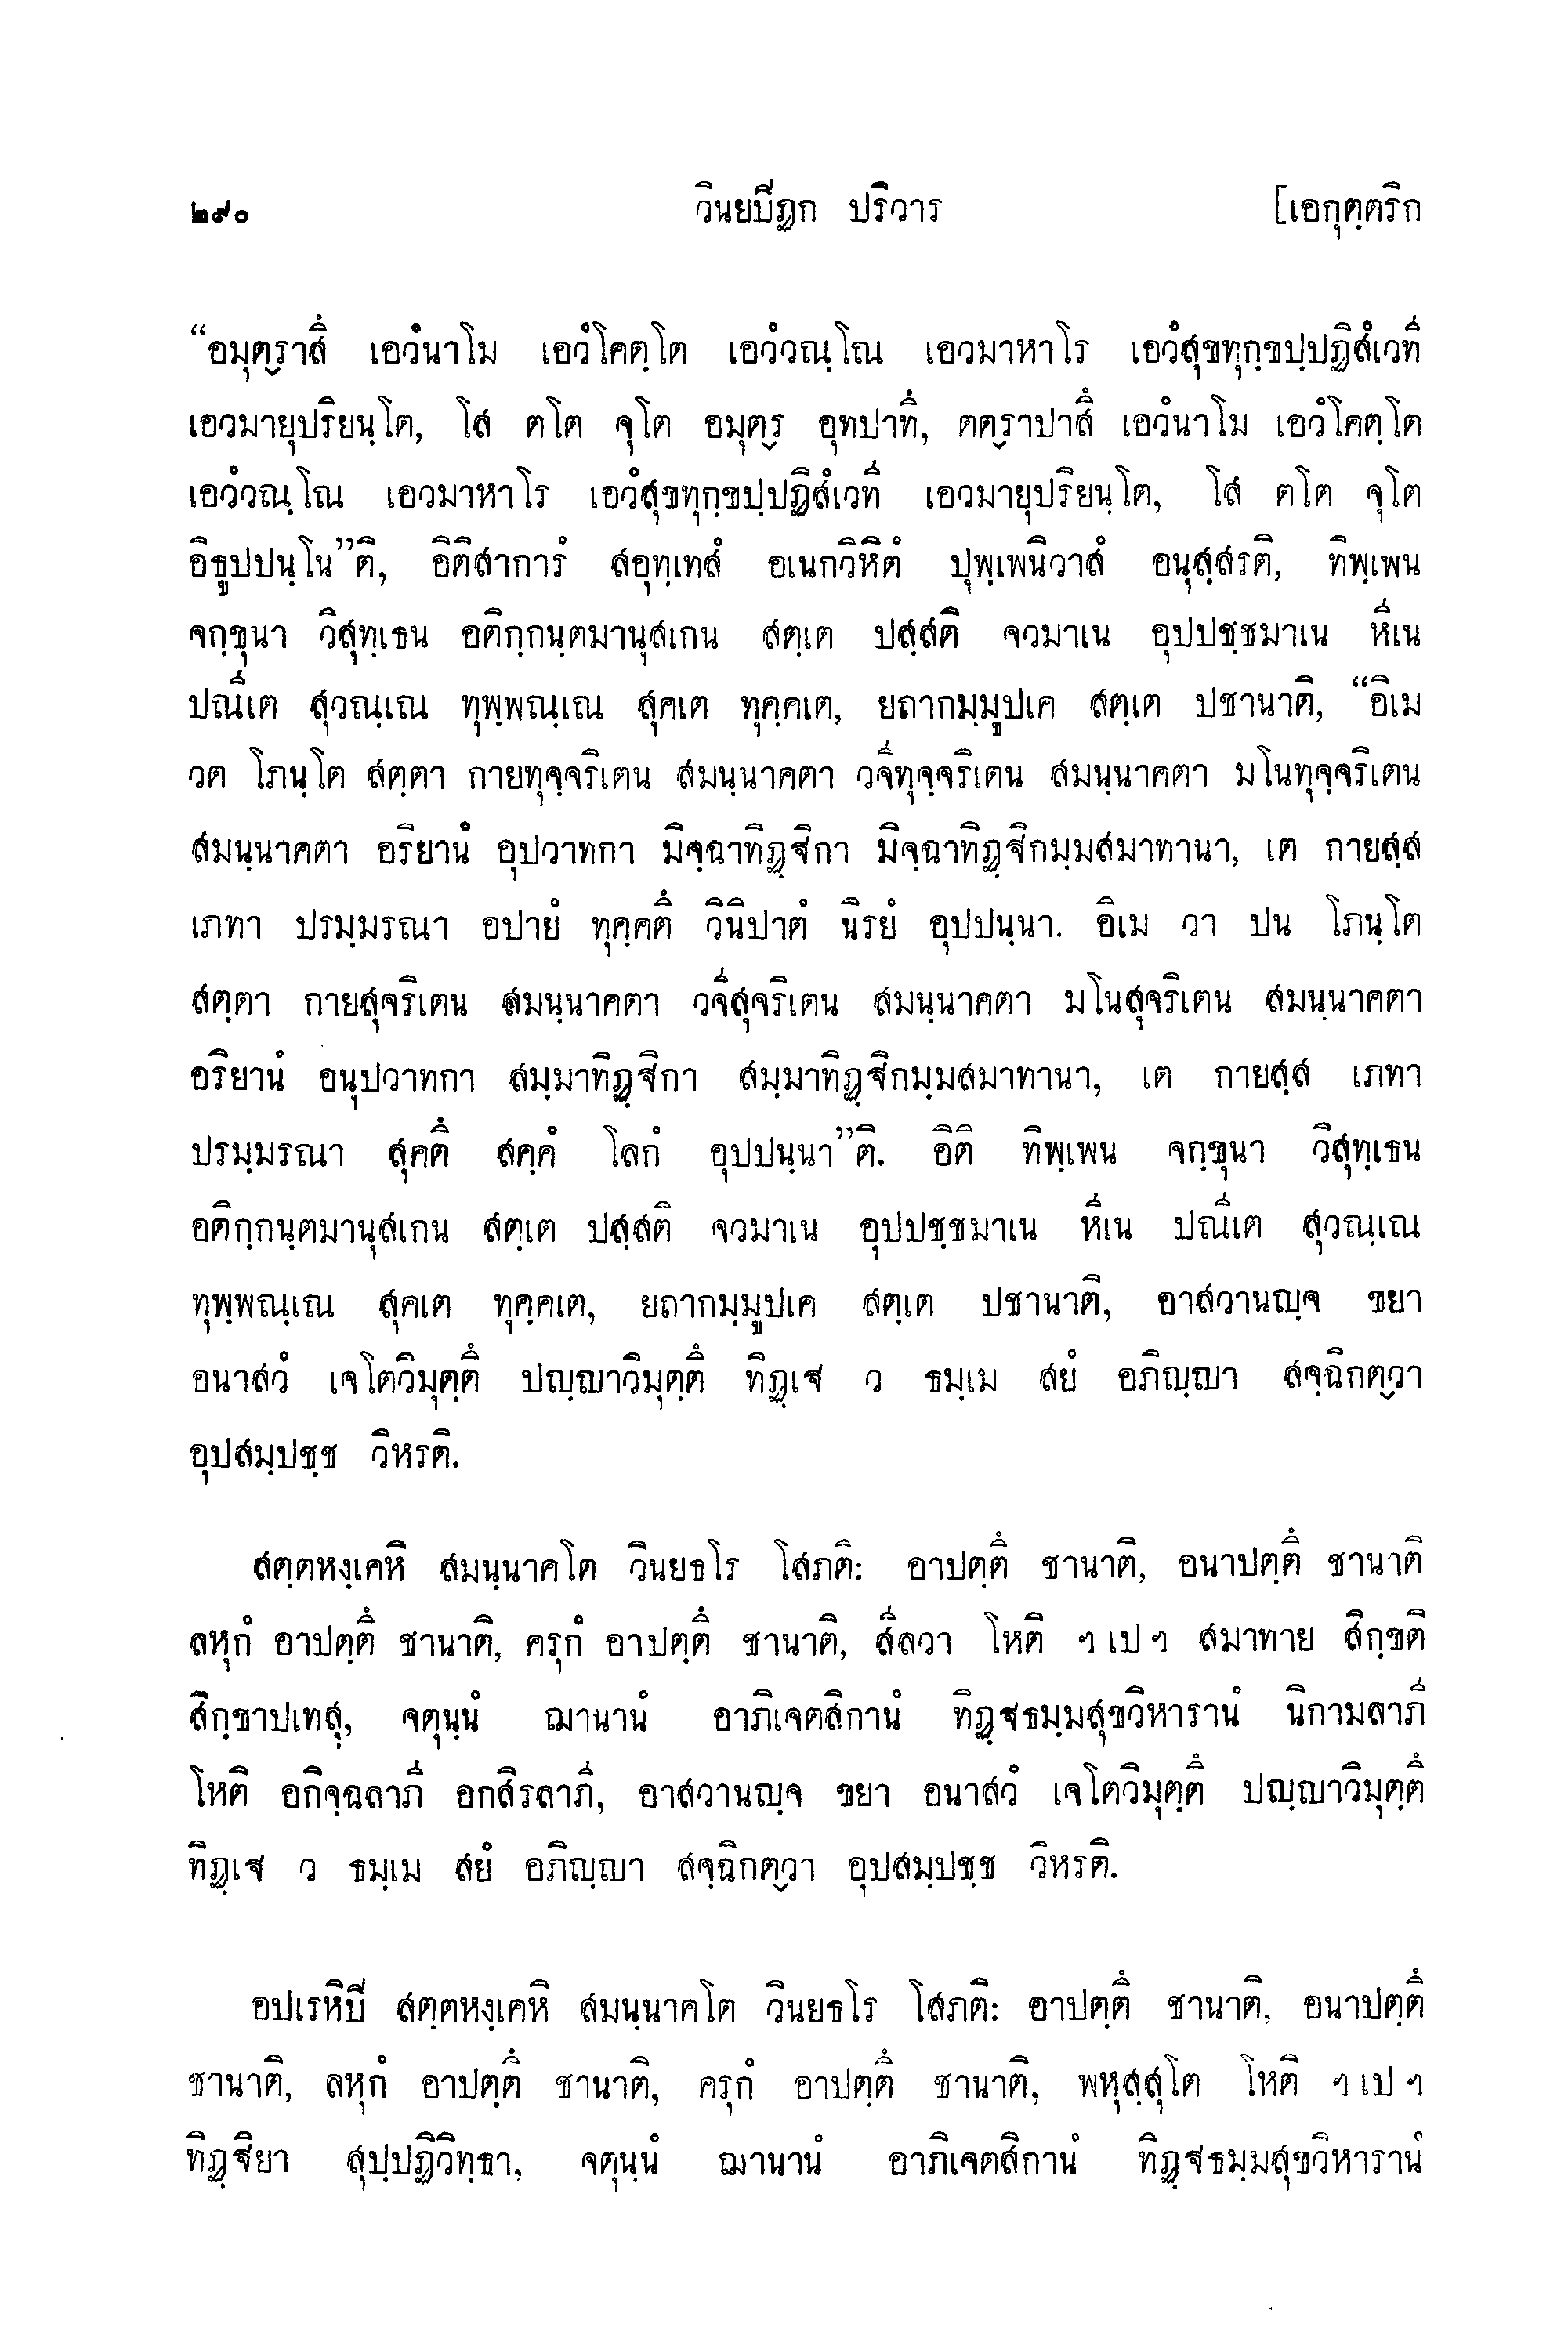 ๒๙๐ วินยปิฏก ปริวาร [เอกุตฺตริก
“อมุตฺราสึ เอวํนาโม เอวํโคตฺโต เอวํวณฺโณ เอวมาหาโร เอวํสุขทุกฺขปฺปฏิสํเวที
เอวมายุปริยนฺโต, โส ตโต จุโต อมุตฺร อุทปาทึ, ตตฺราปาสึ เอวํนาโม เอวํโคตฺโต
เอวํวณฺโณ เอวมาหาโร เอวํสุขทุกฺขปฺปฏิสํเวที เอวมายุปริยนฺโต, โส ตโต จุโต
อิธูปปนฺโน”ติ, อิติสาการํ สอุทฺเทสํ อเนกวิหิตํ ปุพฺเพนิวาสํ อนุสฺสรติ, ทิพฺเพน
จกฺขุนา วิสุทฺเธน อติกฺกนฺตมานุสเกน สตฺเต ปสฺสติ จวมาเน อุปปชฺชมาเน หีเน
ปณีเต สุวณฺเณ ทุพฺพณฺเณ สุคเต ทุคฺคเต, ยถากมฺมูปเค สตฺเต ปชานาติ, “อิเม
วต โภนฺโต สตฺตา กายทุจฺจริเตน สมนฺนาคตา วจีทุจฺจริเตน สมนฺนาคตา มโนทุจฺจริเตน
สมนฺนาคตา อริยานํ อุปวาทกา มิจฺฉาทิฏฺฐิกา มิจฺฉาทิฏฺฐิกมฺมสมาทานา, เต กายสฺส
เภทา ปรมฺมรณา อปายํ ทุคฺคตึ วินิปาตํ นิรยํ อุปปนฺนา. อิเม วา ปน โภนฺโต
สตฺตา กายสุจริเตน สมนฺนาคตา วจีสุจริเตน สมนฺนาคตา มโนสุจริเตน สมนฺนาคตา
อริยานํ อนุปวาทกา สมฺมาทิฏฺฐิกา สมฺมาทิฏฺฐิกมฺมสมาทานา, เต กายสฺส เภทา
ปรมฺมรณา สุคตึ สคฺคํ โลกํ อุปปนฺนา”ติ. อิติ ทิพฺเพน จกฺขุนา วิสุทฺเธน
อติกฺกนฺตมานุสเกน สตฺเต ปสฺสติ จวมาเน อุปปชฺชมาเน หีเน ปณีเต สุวณฺเณ
ทุพฺพณฺเณ สุคเต ทุคฺคเต, ยถากมฺมูปเค สตฺเต ปชานาติ, อาสวานญฺจ ขยา
อนาสวํ เจโตวิมุตฺตึ ปญฺญาวิมุตฺตึ ทิฏฺเฐ ว ธมฺเม สยํ อภิญฺญา สจฺฉิกตฺวา
อุปสมฺปชฺช วิหรติ.
สตฺตหงฺเคหิ สมนฺนาคโต วินยธโร โสภติ: อาปตฺตึ ชานาติ, อนาปตฺตึ ชานาติ
ลหุกํ อาปตฺตึ ชานาติ, ครุกํ อาปตฺตึ ชานาติ, สีลวา โหติ ฯเปฯ สมาทาย สิกฺขติ
สิกฺขาปเทสุ, จตุนฺนํ ฌานานํ อาภิเจตสิกานํ ทิฏฺฐธมฺมสุขวิหารานํ นิกามลาภี
โหติ อกิจฺฉลาภี อกสิรลาภี, อาสวานญฺจ ขยา อนาสวํ เจโตวิมุตฺตึ ปญฺญาวิมุตฺตึ
ทิฏฺเฐ ว ธมฺเม สยํ อภิญฺญา สจฺฉิกตฺวา อุปสมฺปชฺช วิหรติ.
อปเรหิปิ สตฺตหงฺเคหิ สมนฺนาคโต วินยธโร โสภติ: อาปตฺตึ ชานาติ, อนาปตฺตึ
ชานาติ, ลหุกํ อาปตฺตึ ชานาติ, ครุกํ อาปตฺตึ ชานาติ, พหุสฺสุโต โหติ ฯเปฯ
ทิฏฺฐิยา สุปฺปฏิวิทฺธา, จตุนฺนํ ฌานานํ อาภิเจตสิกานํ ทิฏฺฐธมฺมสุขวิหารานํ